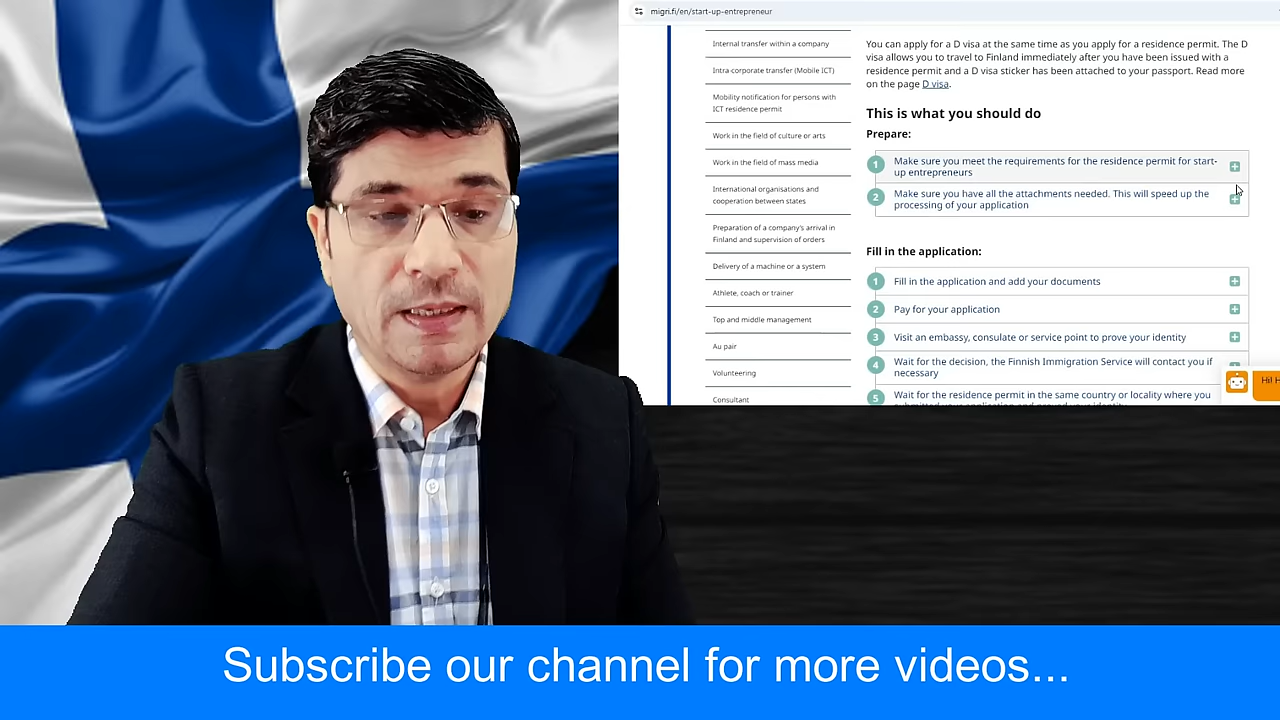 migri.fi/en/start-up-entrepreneur
Internal transfer within a company
Intra-corporate transfer (Mobile ICT)
Mobility notification for persons with
ICT residence permit
Work in the field of culture or arts
Work in the field of mass media
International organisations and
cooperation between states
Preparation of a company's arrival in
Finland and supervision of orders
Delivery of a machine or a system
Athlete, coach or trainer
Top and middle management
Au pair
Volunteering
Consultant
You can apply for a D visa at the same time as you apply for a residence permit. The D
visa allows you to travel to Finland immediately after you have been issued with a
residence permit and a D visa sticker has been attached to your passport. Read more
on the page D visa.
This is what you should do
Prepare:
1 Make sure you meet the requirements for the residence permit for start-
up entrepreneurs
2 Make sure you have all the attachments needed. This will speed up the
processing of your application
Fill in the application:
1 Fill in the application and add your documents
2 Pay for your application
3 Visit an embassy, consulate or service point to prove your identity
4 Wait for the decision, the Finnish Immigration Service will contact you if
necessary
5 Wait for the residence permit in the same country or locality where you
Hi! H
Subscribe our channel for more videos...